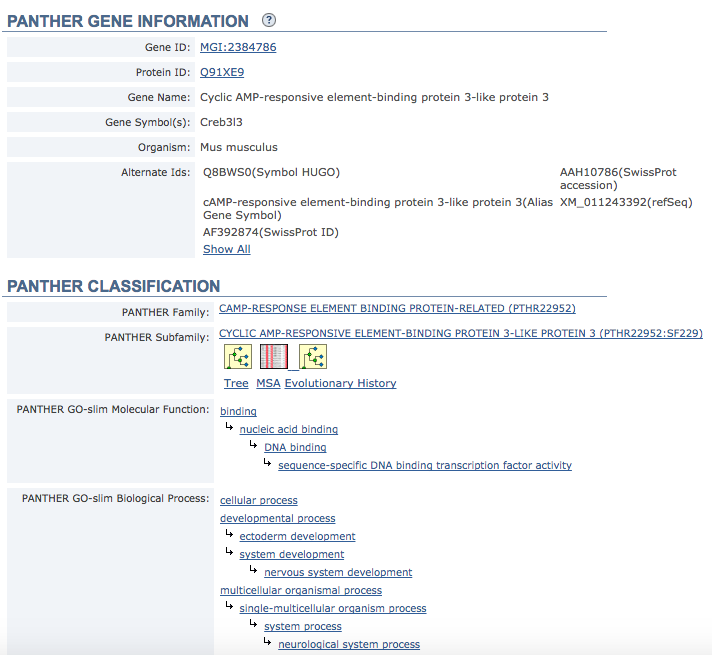 PANTHER GENE INFORMATION ?
Gene ID: MGI:2384786
Protein ID: Q91XE9
Gene Name: Cyclic AMP-responsive element-binding protein 3-like protein 3
Gene Symbol(s): Creb3l3
Organism: Mus musculus
Alternate Ids: Q8BWS0(Symbol HUGO) AAH10786(SwissProt
accession)
cAMP-responsive element-binding protein 3-like protein 3(Alias XM_011243392(refSeq)
Gene Symbol)
AF392874(SwissProt ID)
Show All
PANTHER CLASSIFICATION
PANTHER Family: CAMP-RESPONSE ELEMENT BINDING PROTEIN-RELATED (PTHR22952)
PANTHER Subfamily: CYCLIC AMP-RESPONSIVE ELEMENT-BINDING PROTEIN 3-LIKE PROTEIN 3 (PTHR22952:SF229)
Tree MSA Evolutionary History
PANTHER GO-slim Molecular Function: binding
nucleic acid binding
DNA binding
sequence-specific DNA binding transcription factor activity
PANTHER GO-slim Biological Process: cellular process
developmental process
ectoderm development
system development
nervous system development
multicellular organismal process
single-multicellular organism process
system process
neurological system process